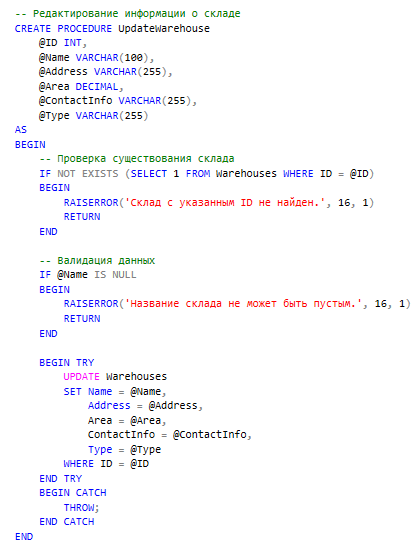 -- Редактирование информации о складе
CREATE PROCEDURE UpdateWarehouse
    @ID INT,
    @Name VARCHAR(100),
    @Address VARCHAR(255),
    @Area DECIMAL,
    @ContactInfo VARCHAR(255),
    @Type VARCHAR(255)
AS
BEGIN
    -- Проверка существования склада
    IF NOT EXISTS (SELECT 1 FROM Warehouses WHERE ID = @ID)
    BEGIN
        RAISERROR('Склад с указанным ID не найден.', 16, 1)
        RETURN
    END

    -- Валидация данных
    IF @Name IS NULL
    BEGIN
        RAISERROR('Название склада не может быть пустым.', 16, 1)
        RETURN
    END

    BEGIN TRY
        UPDATE Warehouses
        SET Name = @Name,
            Address = @Address,
            Area = @Area,
            ContactInfo = @ContactInfo,
            Type = @Type
        WHERE ID = @ID
    END TRY
    BEGIN CATCH
        THROW;
    END CATCH
END